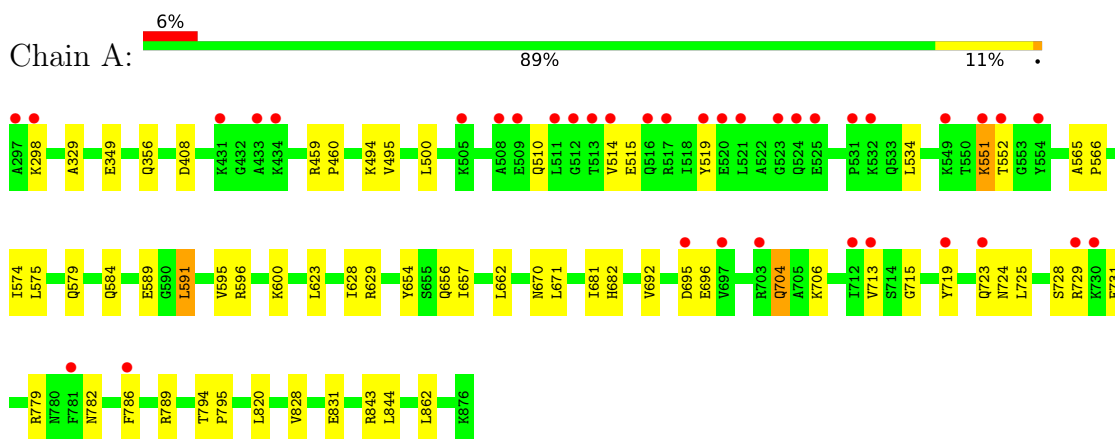 6%
Chain A:
89% 11% •
A297 K298 A329 E349 Q356 D408 K431 G432 A433 K434 R459 P460 K494 V495 L500 K505 A508 E509 Q510 L511 G512 T513 V514 E515 Q516 R517 I518 Y519 E520 L521 A522 G523 Q524 E525 P531 K532 Q533 L534 K549 T550 K551 T552 G553 Y554 A565 P566
I574 L575 Q579 Q584 E589 G590 L591 V595 R596 K600 L623 I628 R629 Y654 S655 Q656 I657 L662 N670 L671 I681 H682 V692 D695 E696 V697 R703 Q704 A705 K706 I712 V713 S714 G715 Y719 Q723 N724 L725 S728 R729 K730
R779 N780 F781 N782 F786 R789 T794 P795 L820 V828 E831 R843 L844 L862 K876